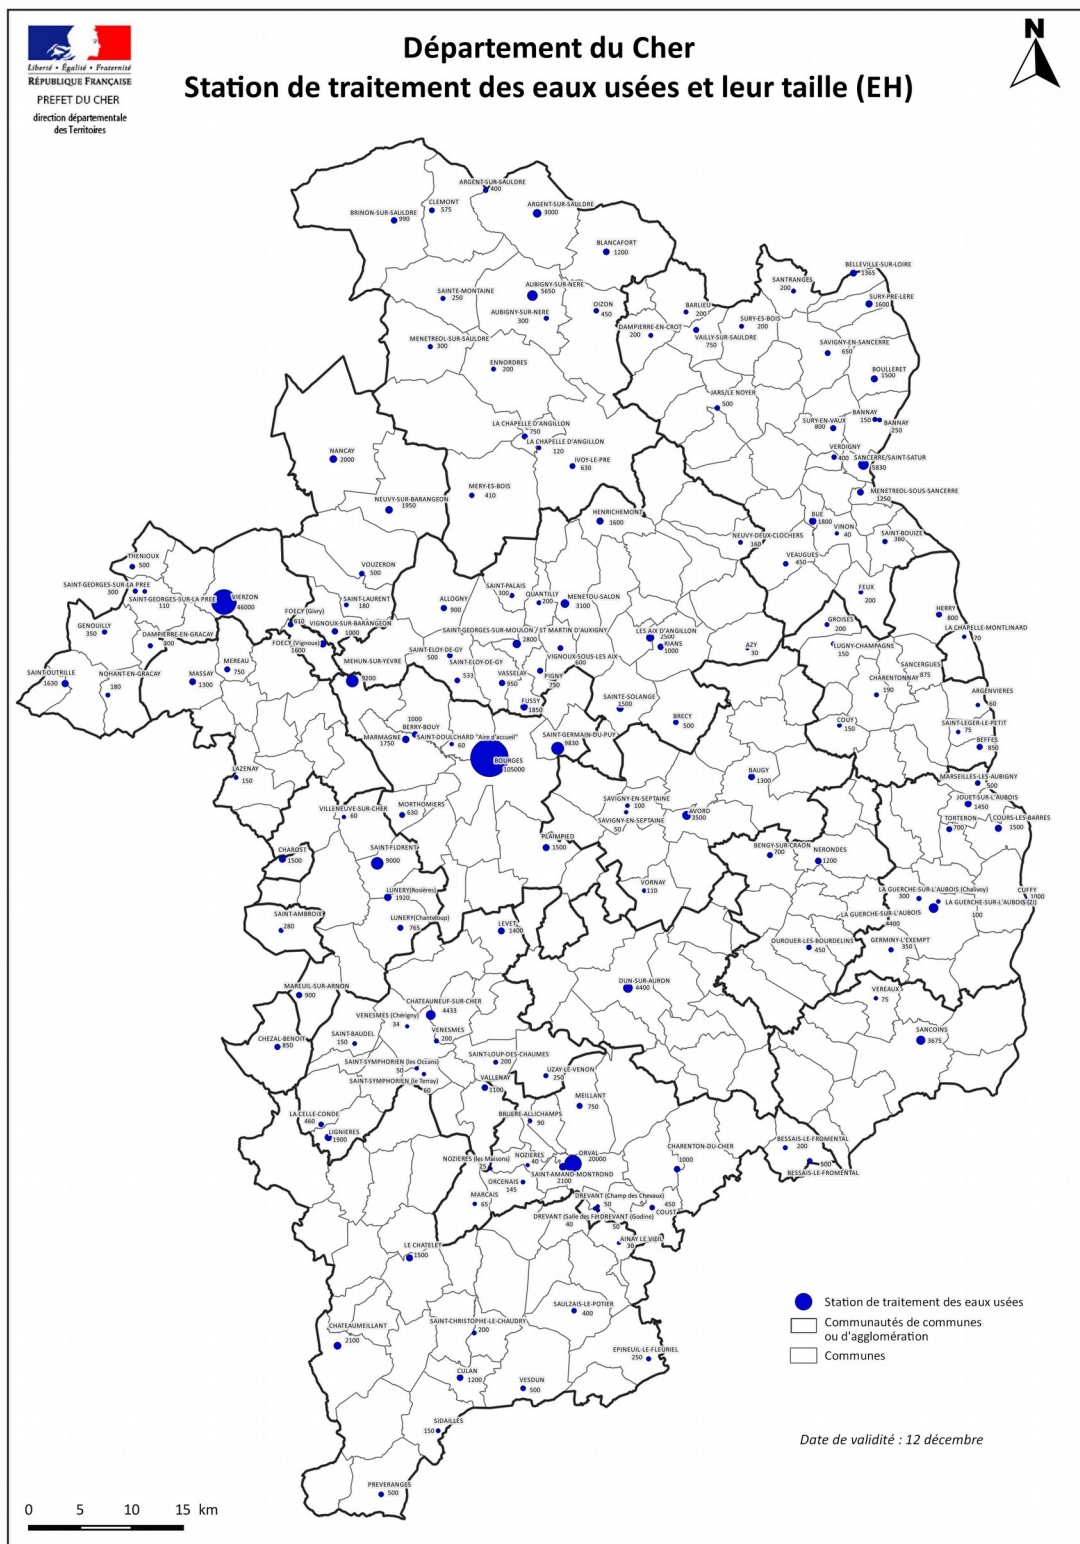 Liberté • Égalité • Fraternité
RÉPUBLIQUE FRANÇAISE
PREFET DU CHER
direction départementale
des Territoires
Département du Cher
Station de traitement des eaux usées et leur taille (EH)
N
ARGENT-SUR-SAULDRE
400
CLEMONT
575
BRINON-SUR-SAULDRE
990
ARGENT-SUR-SAULDRE
3000
BLANCAFORT
1200
BELLEVILLE-SUR-LOIRE
1365
SANTRANGES
200
SURY-PRE-LERE
1600
SAINTE-MONTAINE
250
AUBIGNY-SUR-NERE
5650
AUBIGNY-SUR-NERE
300
OIZON
450
BARLIEU
200
DAMPIERRE-EN-CROT
200
SURY-ES-BOIS
200
VAILLY-SUR-SAULDRE
750
MENETREOL-SUR-SAULDRE
300
SAVIGNY-EN-SANCERRE
650
ENNORDRES
200
BOULLERET
1500
JARS/LE NOYER
500
BANNAY
150
BANNAY
250
SURY-EN-VAUX
800
LA CHAPELLE D'ANGILLON
750
LA CHAPELLE D'ANGILLON
120
NANCAY
2000
IVOY-LE-PRE
630
VERDIGNY
400
SANCERRE/SAINT-SATUR
5830
MERY-ES-BOIS
410
MENETREOL-SOUS-SANCERRE
1250
NEUVY-SUR-BARANGEON
1950
HENRICHEMONT
1600
BUE
1800
VINON
40
SAINT-BOUIZE
360
NEUVY-DEUX-CLOCHERS
160
VEAUGUES
450
THENIOUX
500
VOUZERON
500
SAINT-GEORGES-SUR-LA PREE
300
SAINT-GEORGES-SUR-LA PREE
110
VIERZON
46000
SAINT-LAURENT
180
ALLOGNY
900
SAINT-PALAIS
300
QUANTILLY
200
MENETOU-SALON
3100
FEUX
200
FOECY (Givry)
610
VIGNOUX-SUR-BARANGEON
1000
GENOUILLY
350
DAMPIERRE-EN-GRACAY
300
FOECY (Vignoux)
1600
SAINT-GEORGES-SUR-MOULON / ST MARTIN D'AUXIGNY
2800
LES AIX D'ANGILLON
2500
RIANS
1000
GROISES
200
HERRY
800
LA CHAPELLE-MONTLINARD
70
AZY
30
LUGNY-CHAMPAGNE
150
SAINT-ELOY-DE-GY
500
SAINT-ELOY-DE-GY
533
VIGNOUX-SOUS-LES AIX
600
MEREAU
750
MEHUN-SUR-YEVRE
9200
SANCERGUES
875
SAINT-OUTRILLE
1630
NOHANT-EN-GRACAY
180
MASSAY
1300
VASSELAY
950
PIGNY
750
CHARENTONNAY
190
ARGENVIERES
60
FUSSY
1850
SAINTE-SOLANGE
1500
BRECY
500
COUY
150
SAINT-LEGER-LE-PETIT
75
BEFFES
850
1000
BERRY-BOUY
MARMAGNE
1750
SAINT-DOULCHARD "Aire d'accueil"
60
SAINT-GERMAIN-DU-PUY
9830
BOURGES
105000
LAZENAY
150
BAUGY
1300
MARSEILLES-LES-AUBIGNY
500
JOUET-SUR-L'AUBOIS
1450
VILLENEUVE-SUR-CHER
60
MORTHOMIERS
630
SAVIGNY-EN-SEPTAINE
100
SAVIGNY-EN-SEPTAINE
50
AVORD
3500
TORTERON
700
COURS-LES-BARRES
1500
CHAROST
1500
SAINT-FLORENT
9000
PLAIMPIED
1500
BENGY-SUR-CRAON
700
NERONDES
1200
LUNERY(Rosières)
1920
VORNAY
110
LA GUERCHE-SUR-L'AUBOIS (Chalivoy)
300
CUFFY
1000
LA GUERCHE-SUR-L'AUBOIS (ZI)
100
LA GUERCHE-SUR-L'AUBOIS
4400
SAINT-AMBROIX
280
LUNERY(Chanteloup)
765
LEVET
1400
OUROUER-LES-BOURDELINS
450
GERMINY-L'EXEMPT
350
DUN-SUR-AURON
4400
MAREUIL-SUR-ARNON
900
VEREAUX
75
CHATEAUNEUF-SUR-CHER
4433
VENESMES (Chérigny)
34
VENESMES
200
SAINT-BAUDEL
150
CHEZAL-BENOIT
850
SANCOINS
3675
SAINT-SYMPHORIEN (les Occans)
50
SAINT-SYMPHORIEN (le Terray)
60
SAINT-LOUP-DES-CHAUMES
200
UZAY-LE-VENON
250
VALLENAY
1100
MEILLANT
750
LA CELLE-CONDE
460
LIGNIERES
1900
BRUERE-ALLICHAMPS
90
CHARENTON-DU-CHER
1000
BESSAIS-LE-FROMENTAL
200
500
BESSAIS-LE-FROMENTAL
NOZIERES (les Maisons)
25
NOZIERES
40
ORVAL
20000
SAINT-AMAND-MONTROND
2100
ORCENAIS
145
MARCAIS
65
DREVANT (Champ des Chevaux)
50
450
COUST
DREVANT (Salle des Fêt
40
DREVANT (Godine)
50
AINAY LE VIEIL
30
LE CHATELET
1500
SAULZAIS-LE-POTIER
400
CHATEAUMEILLANT
2100
SAINT-CHRISTOPHE-LE-CHAUDRY
200
EPINEUIL-LE-FLEURIEL
250
CULAN
1200
VESDUN
500
SIDAILLES
150
PREVERANGES
500
Station de traitement des eaux usées
Communautés de communes
ou d'agglomération
Communes
Date de validité : 12 décembre
0 5 10 15 km